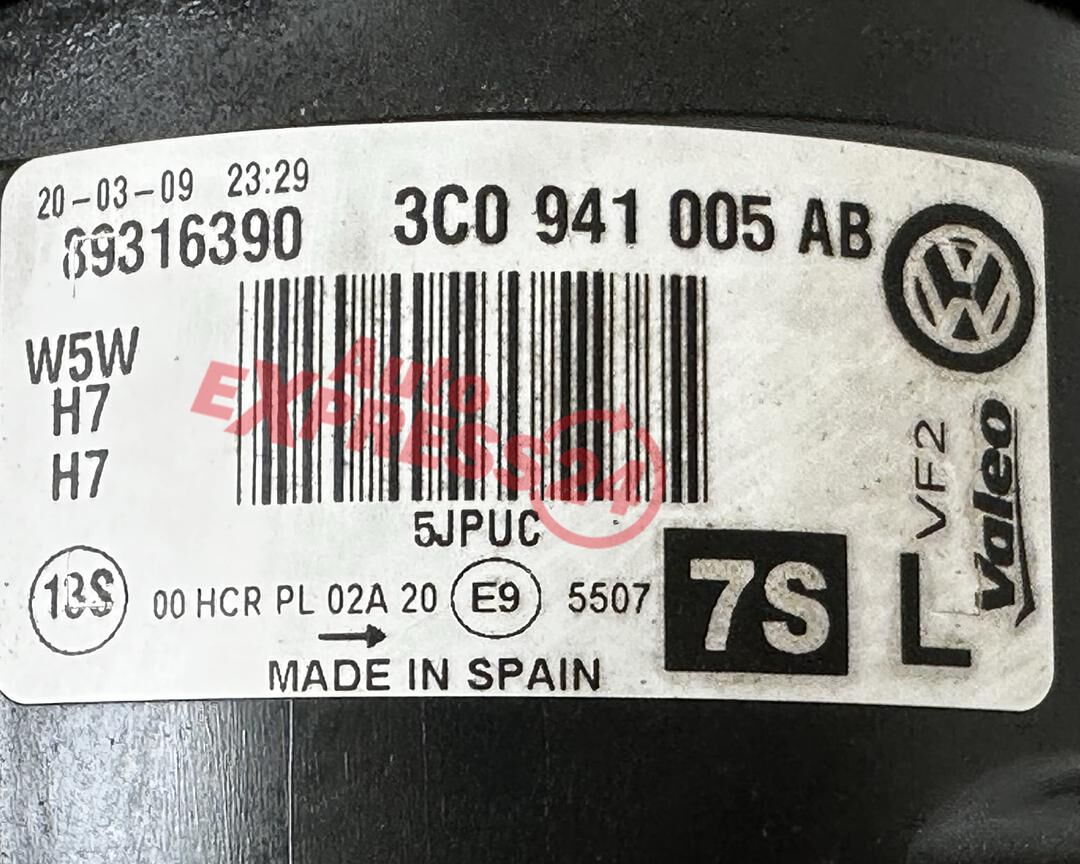 20-03-09 23:29
89316390
3C0 941 005 AB
W5W
H7
H7
Auto
EXPRESS24
5JPUC
VF2
Valeo
13S
00 HCR PL 02A 20
E9
5507
7S
L
MADE IN SPAIN